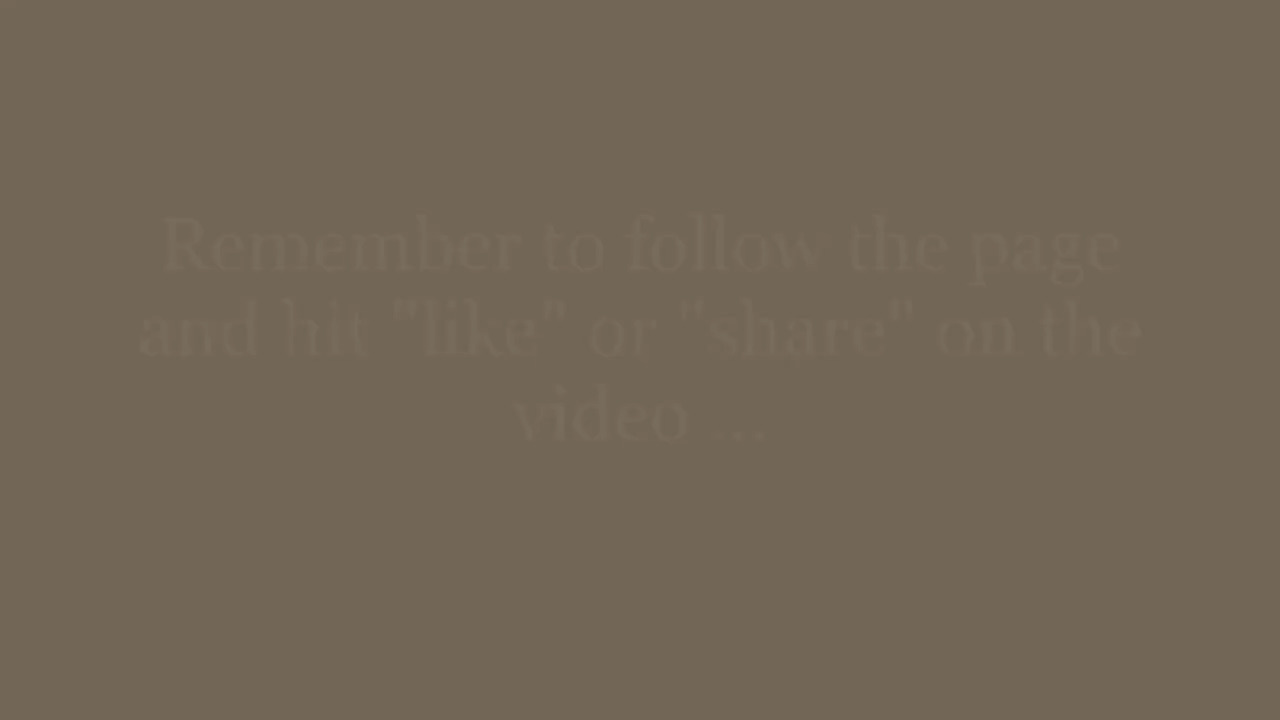 Remember to follow the page
and hit "like" or "share" on the
video ...